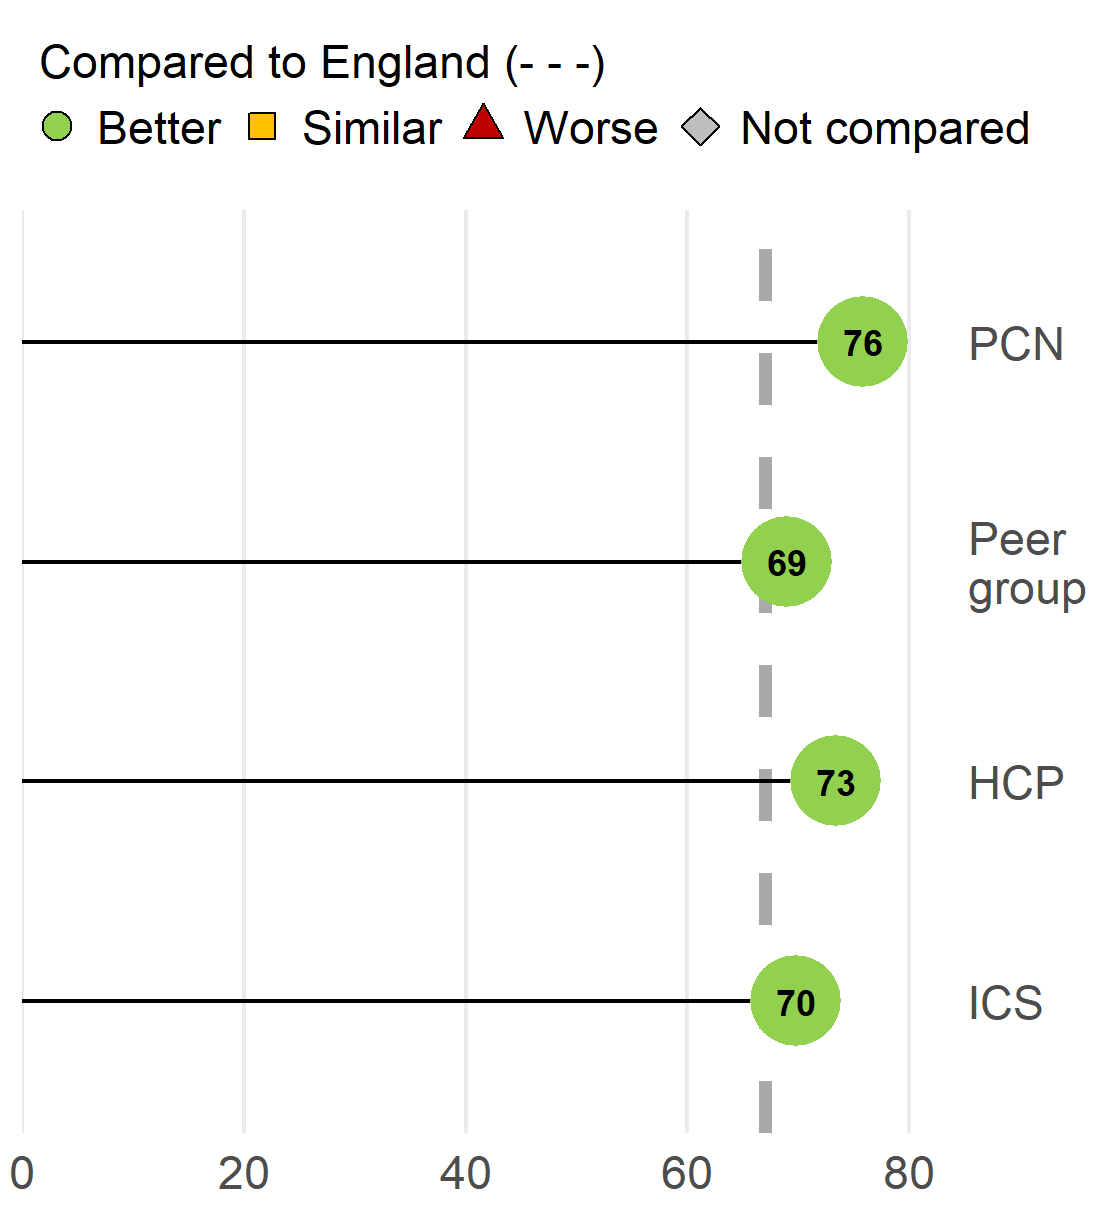 Compared to England (- - -)
Better Similar Worse Not compared
76 PCN
69 Peer
group
73 HCP
70 ICS
0 20 40 60 80